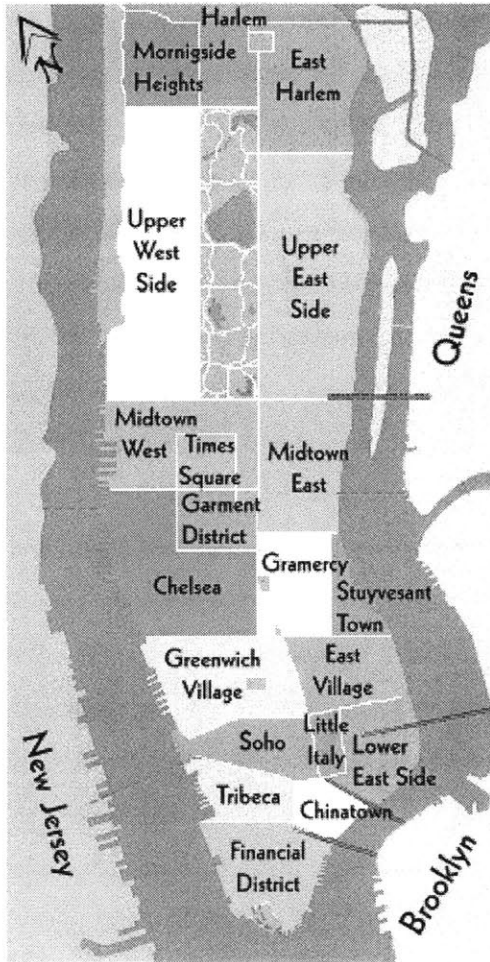 Harlem
N
Mornigside
Heights
East
Harlem
Upper
West
Side
Upper
East
Side
Queens
Midtown
West
Times
Square
Midtown
East
Garment
District
Gramercy
Chelsea
Stuyvesant
Town
Greenwich
Village
East
Village
Soho
Little
Italy
Lower
East Side
New Jersey
Tribeca
Chinatown
Financial
District
Brooklyn